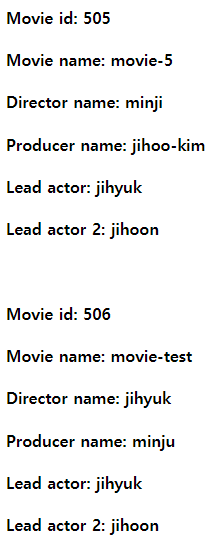 Movie id: 505
Movie name: movie-5
Director name: minji
Producer name: jihoo-kim
Lead actor: jihyuk
Lead actor 2: jihoon
Movie id: 506
Movie name: movie-test
Director name: jihyuk
Producer name: minju
Lead actor: jihyuk
Lead actor 2: jihoon